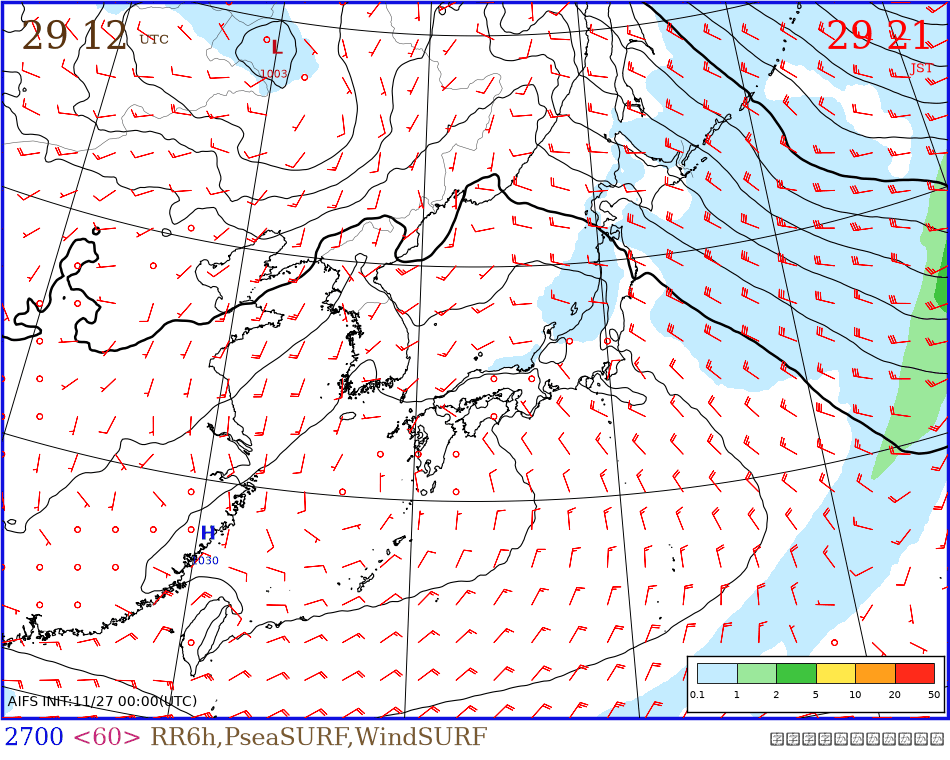 29 12 UTC
29 21
JST
L
1003
H
1030
0.1 1 2 5 10 20 50
AIFS INIT:11/27 00:00(UTC)
2700 <60> RR6h,PseaSURF,WindSURF